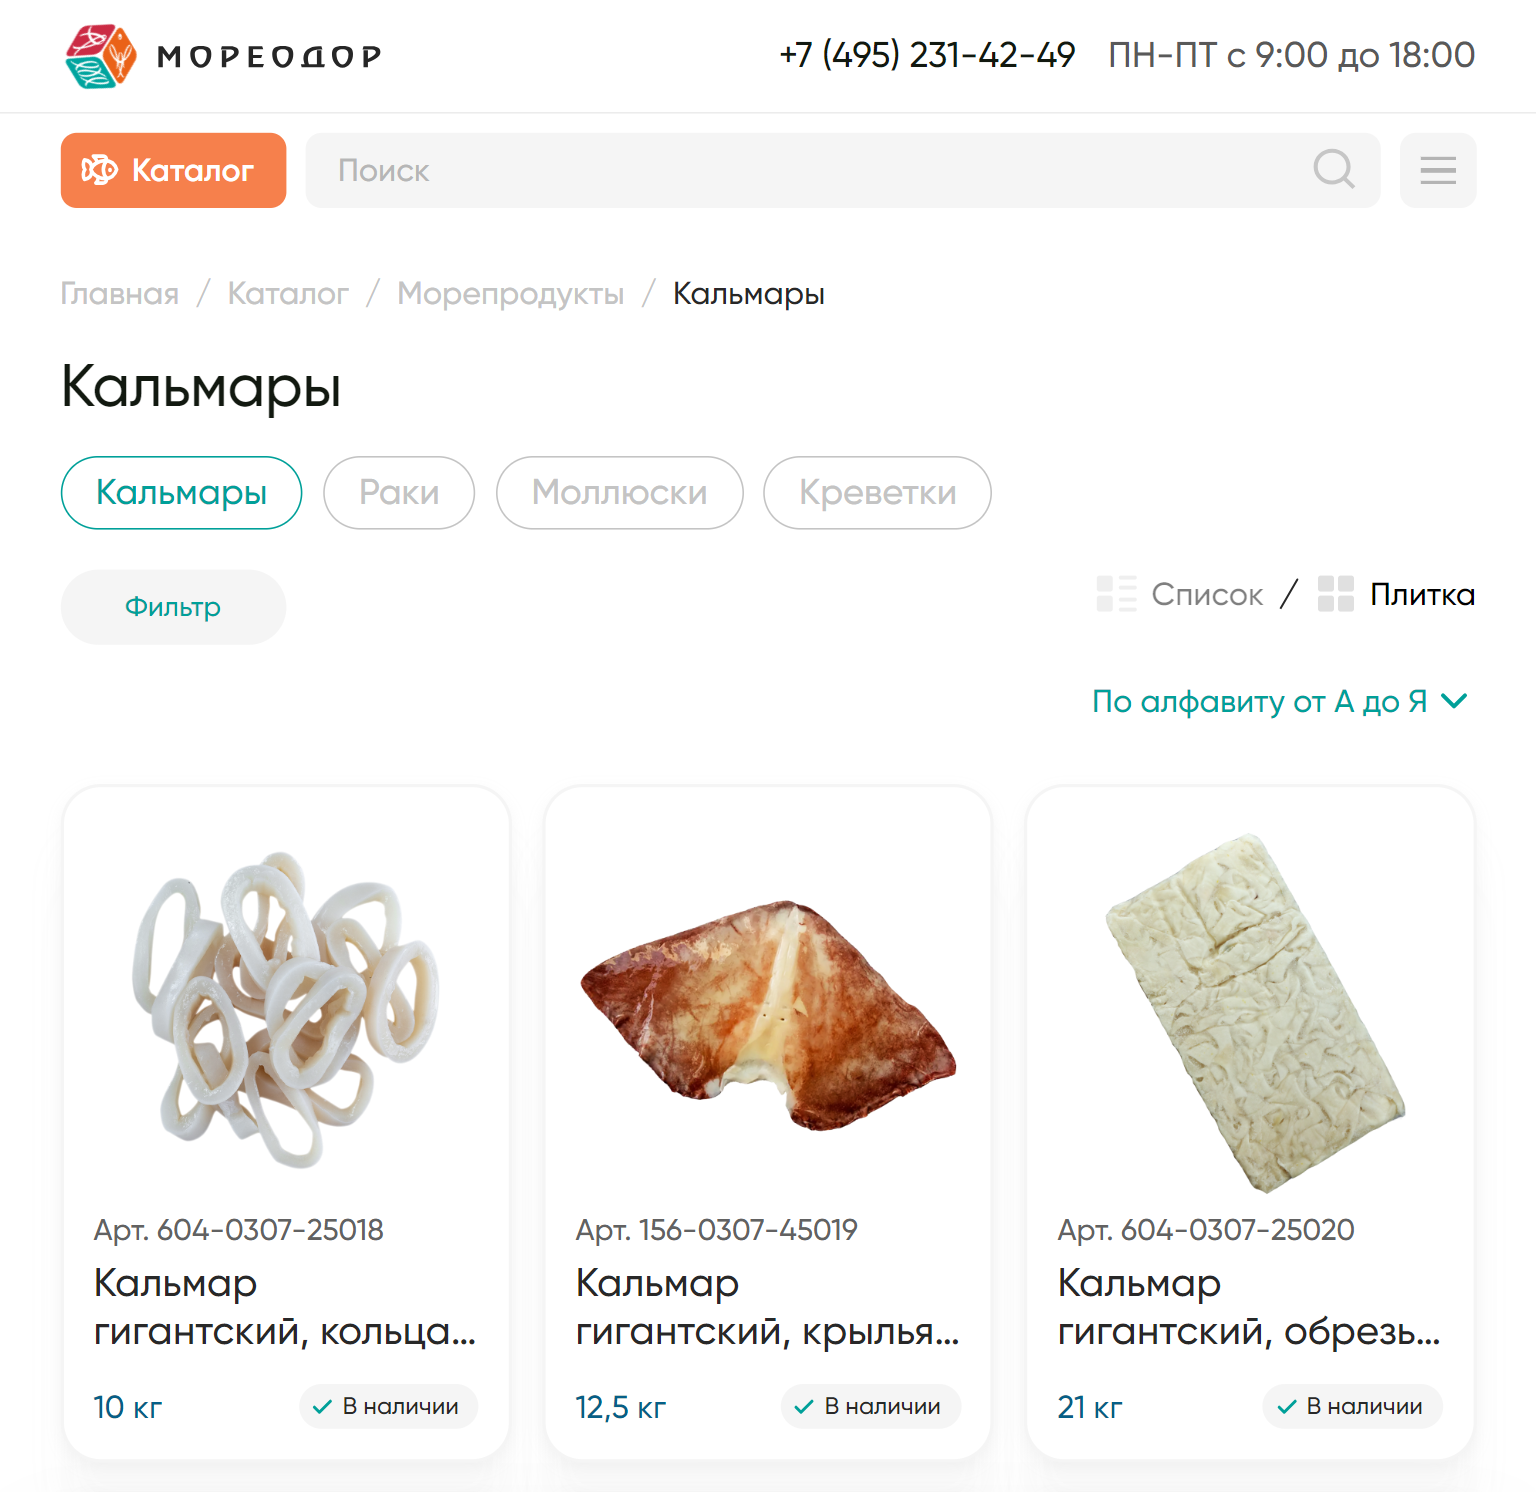 МОРЕОДОР
+7 (495) 231-42-49 ПН-ПТ с 9:00 до 18:00
Каталог
Поиск
Главная / Каталог / Морепродукты / Кальмары
Кальмары
Кальмары Раки Моллюски Креветки
Фильтр
Список / Плитка
По алфавиту от А до Я
Арт. 604-0307-25018
Кальмар
гигантский, кольца...
10 кг
В наличии
Арт. 156-0307-45019
Кальмар
гигантский, крылья...
12,5 кг
В наличии
Арт. 604-0307-25020
Кальмар
гигантский, обрезь...
21 кг
В наличии